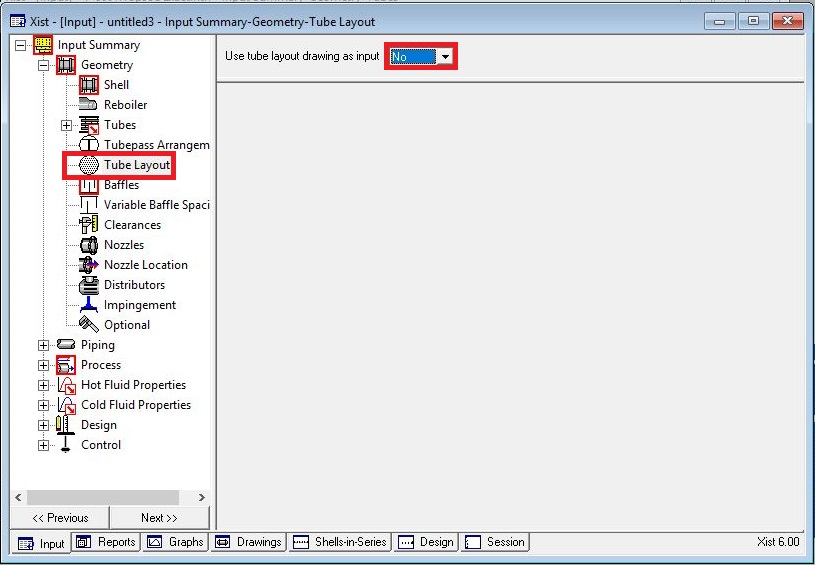 Xist - [Input] - untitled3 - Input Summary-Geometry-Tube Layout
Input Summary
Geometry
Shell
Reboiler
Tubes
Tubepass Arrangem
Tube Layout
Baffles
Variable Baffle Spaci
Clearances
Nozzles
Nozzle Location
Distributors
Impingement
Optional
Piping
Process
Hot Fluid Properties
Cold Fluid Properties
Design
Control
Use tube layout drawing as input No
<< Previous Next >>
Input Reports Graphs Drawings Shells-in-Series Design Session Xist 6.00